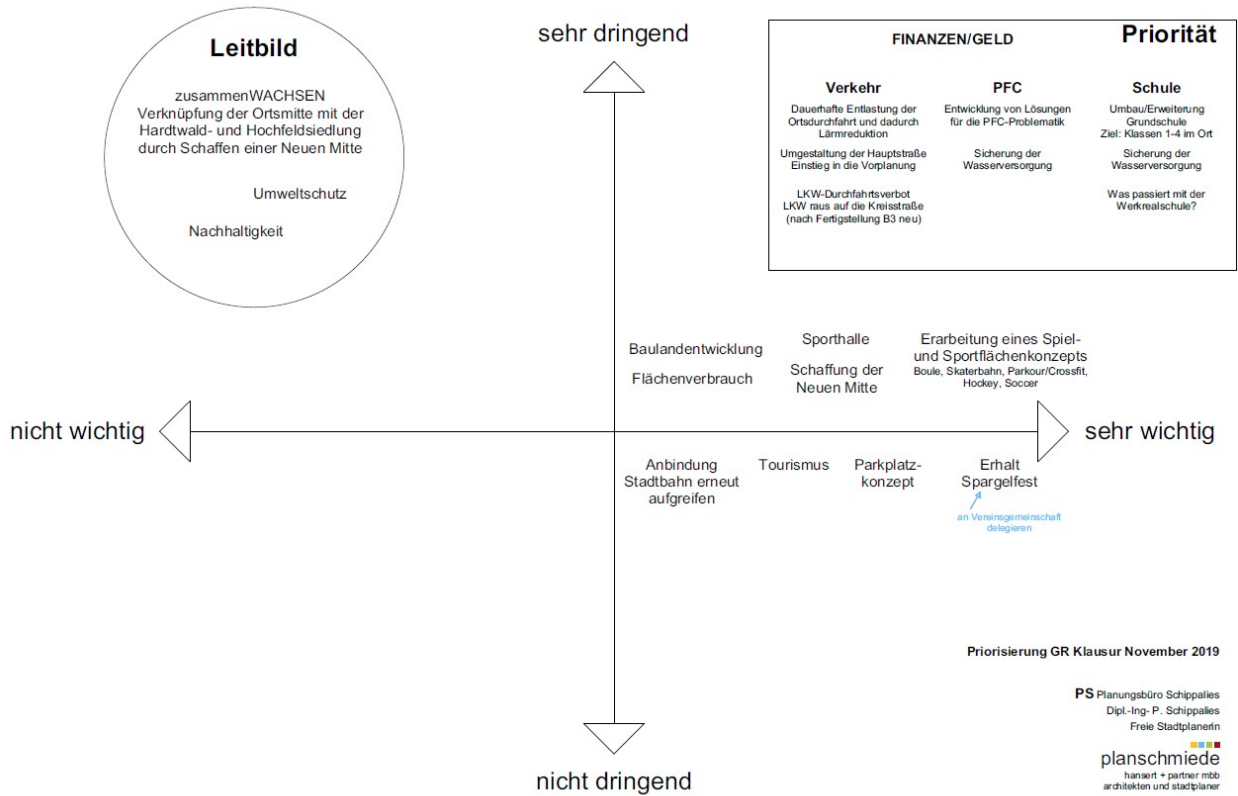 Leitbild
zusammenWACHSEN
Verknüpfung der Ortsmitte mit der
Hardtwald- und Hochfeldsiedlung
durch Schaffen einer Neuen Mitte
Umweltschutz
Nachhaltigkeit
sehr dringend
FINANZEN/GELD
Priorität
Verkehr
Dauerhafte Entlastung der
Ortsdurchfahrt und dadurch
Lärmreduktion
Umgestaltung der Hauptstraße
Einstieg in die Vorplanung
LKW-Durchfahrtsverbot
LKW raus auf die Kreisstraße
(nach Fertigstellung B3 neu)
PFC
Entwicklung von Lösungen
für die PFC-Problematik
Sicherung der
Wasserversorgung
Schule
Umbau/Erweiterung
Grundschule
Ziel: Klassen 1-4 im Ort
Sicherung der
Wasserversorgung
Was passiert mit der
Werkrealschule?
Baulandentwicklung
Flächenverbrauch
Sporthalle
Schaffung der
Neuen Mitte
Erarbeitung eines Spiel-
und Sportflächenkonzepts
Boule, Skaterbahn, Parkour/Crossfit,
Hockey, Soccer
nicht wichtig
sehr wichtig
Anbindung
Stadtbahn erneut
aufgreifen
Tourismus
Parkplatz-
konzept
Erhalt
Spargelfest
an Vereinsgemeinschaft
delegieren
nicht dringend
Priorisierung GR Klausur November 2019
PS Planungsbüro Schippalies
Dipl.-Ing- P. Schippalies
Freie Stadtplanerin
planschmiede
hansert + partner mbb
architekten und stadtplaner